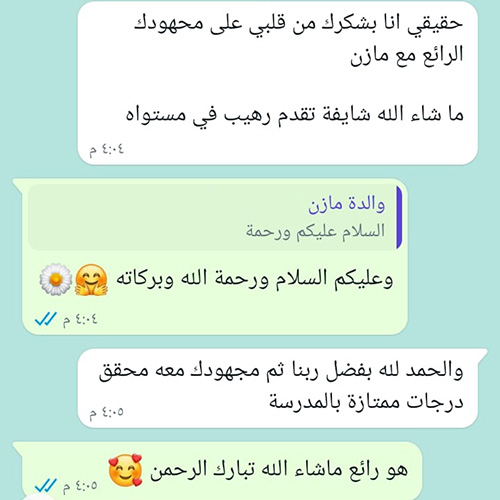 حقيقي انا بشكرك من قلبي على محهودك
الرائع مع مازن
ما شاء الله شايفة تقدم رهيب في مستواه
٤:٠٤ م
والدة مازن
السلام عليكم ورحمة
وعليكم السلام ورحمة الله وبركاته 🤗🌼
٤:٠٤ م
والحمد لله بفضل ربنا ثم مجهودك معه محقق
درجات ممتازة بالمدرسة
٤:٠٥ م
هو رائع ماشاء الله تبارك الرحمن 🥰
٤:٠٥ م